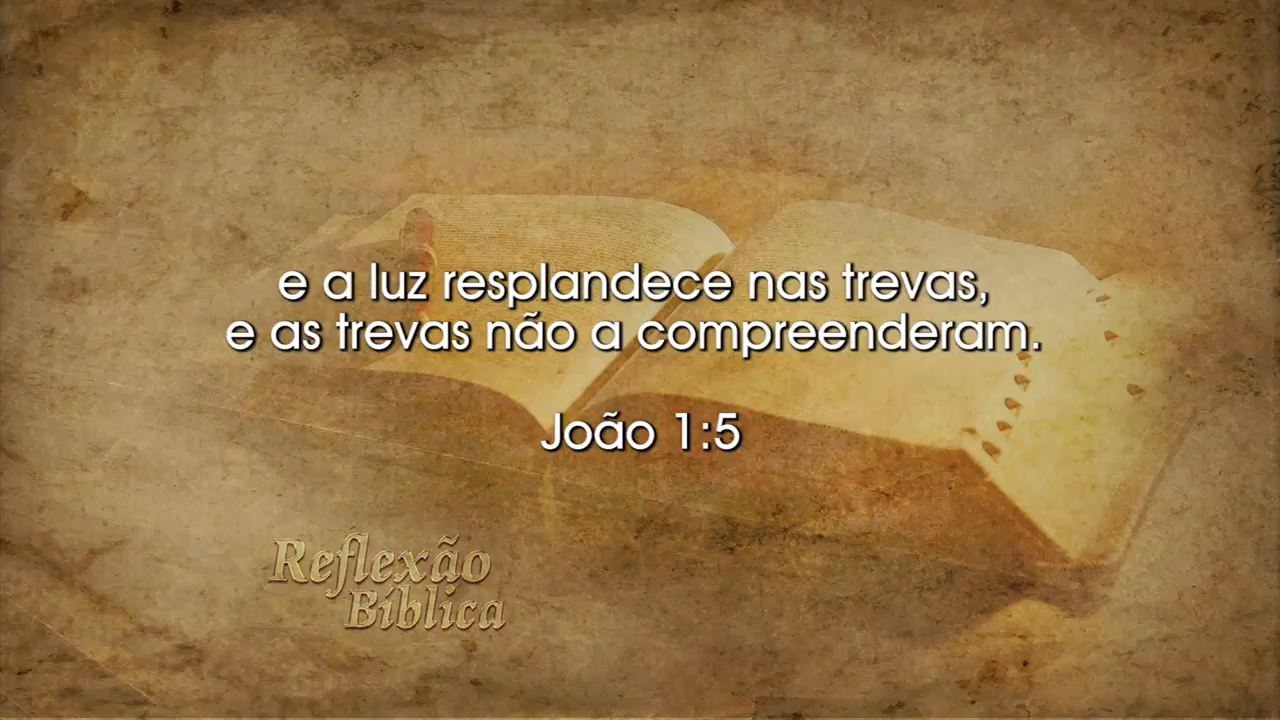 e a luz resplandece nas trevas,
e as trevas não a compreenderam.
João 1:5
Reflexão
Bíblica